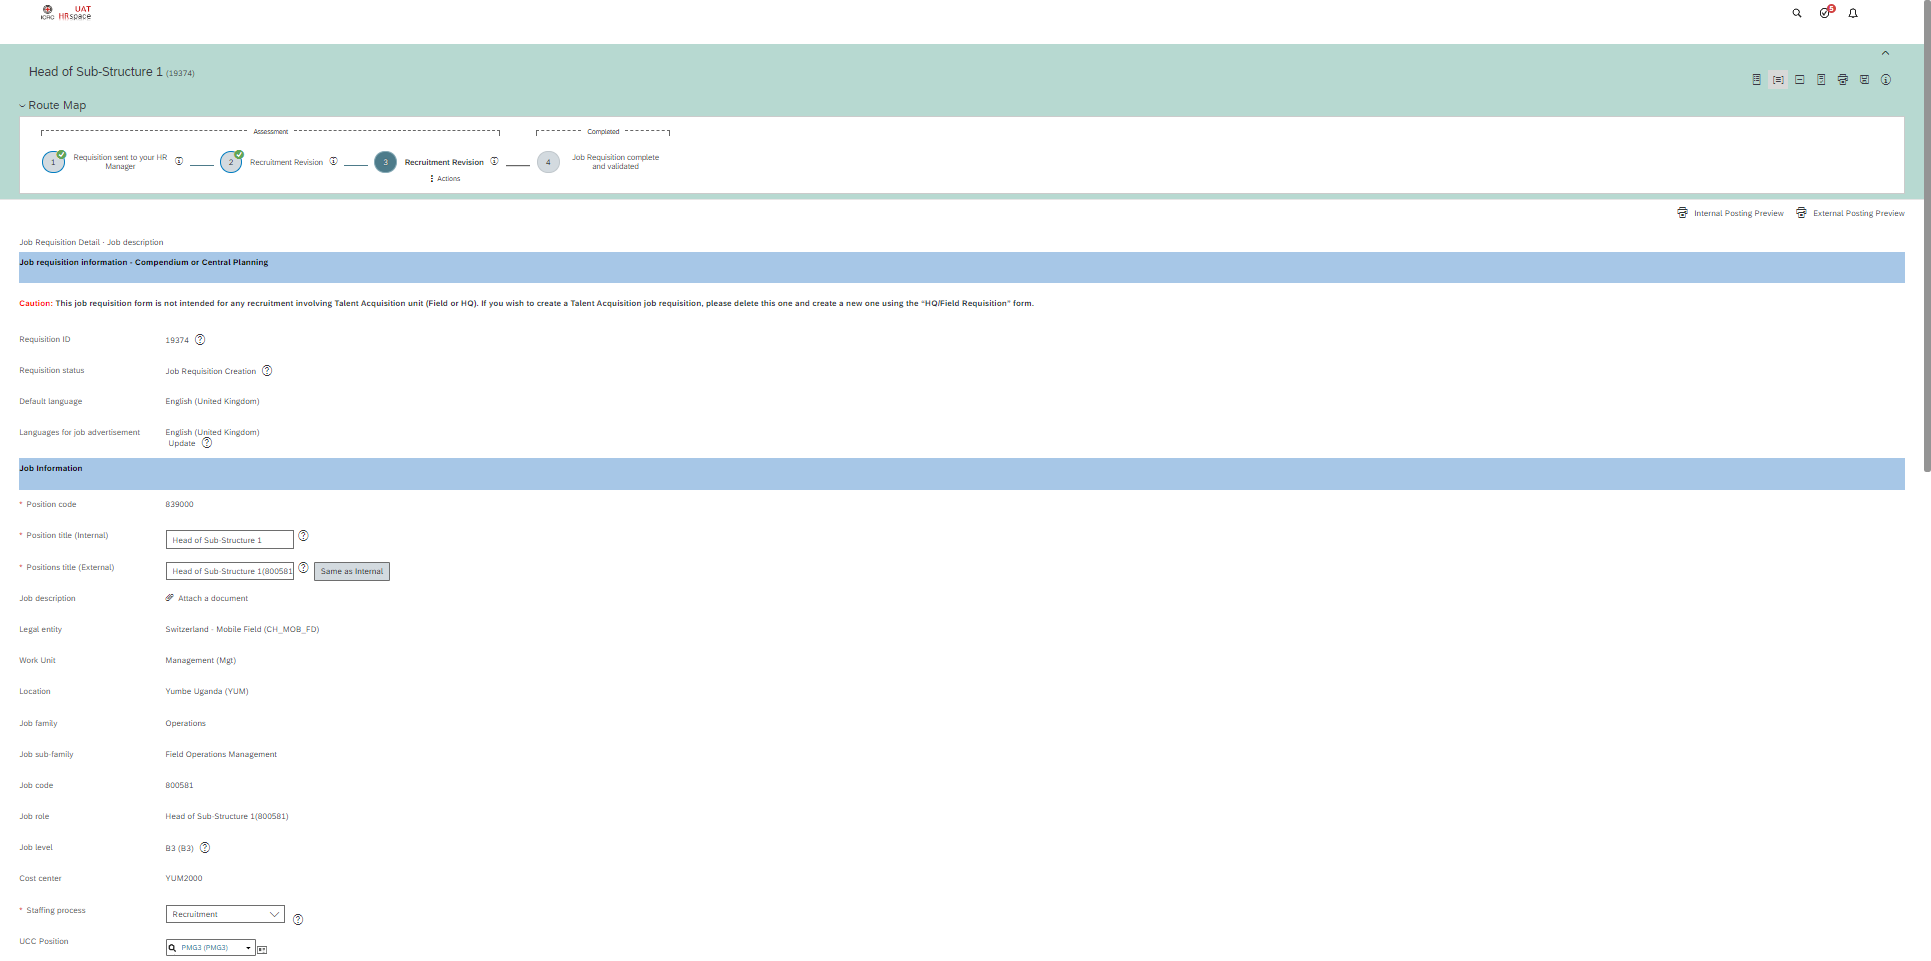 UAT
ICRC HRspace
5
Head of Sub-Structure 1 (19374)
Route Map
Assessment
Completed
1 Requisition sent to your HR Manager
2 Recruitment Revision
3 Recruitment Revision
Actions
4 Job Requisition complete and validated
Internal Posting Preview External Posting Preview
Job Requisition Detail - Job description
Job requisition information - Compendium or Central Planning
Caution: This job requisition form is not intended for any recruitment involving Talent Acquisition unit (Field or HQ). If you wish to create a Talent Acquisition job requisition, please delete this one and create a new one using the "HQ/Field Requisition" form.
Requisition ID 19374
Requisition status Job Requisition Creation
Default language English (United Kingdom)
Languages for job advertisement English (United Kingdom)
Update
Job Information
* Position code 839000
* Position title (Internal) Head of Sub-Structure 1
* Positions title (External) Head of Sub-Structure 1(800581 Same as Internal
Job description Attach a document
Legal entity Switzerland - Mobile Field (CH_MOB_FD)
Work Unit Management (Mgt)
Location Yumbe Uganda (YUM)
Job family Operations
Job sub-family Field Operations Management
Job code 800581
Job role Head of Sub-Structure 1(800581)
Job level B3 (B3)
Cost center YUM2000
* Staffing process Recruitment
UCC Position PMG3 (PMG3)